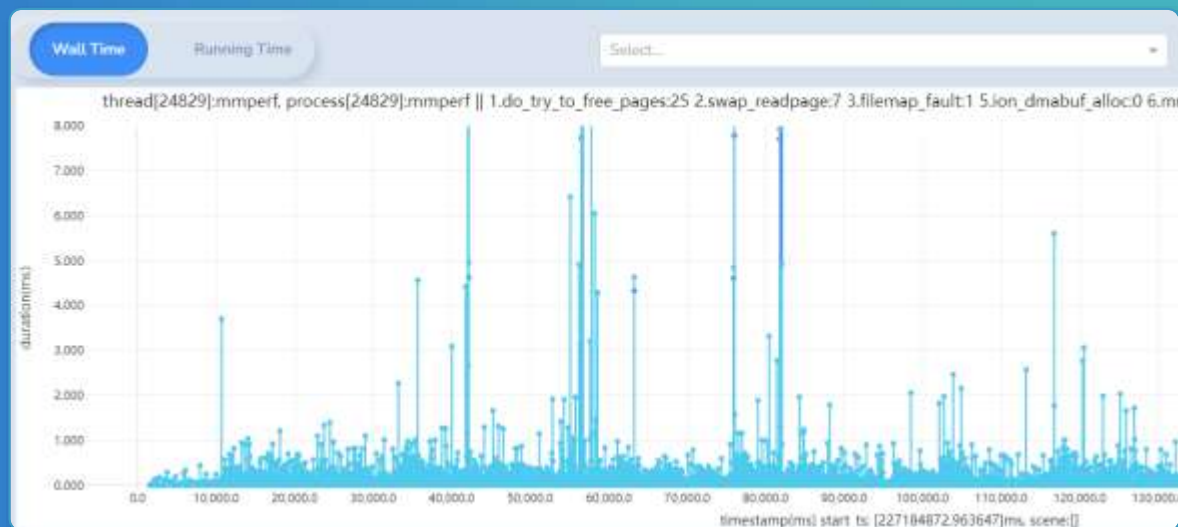 Wall Time Running Time Select...
thread[24829]:mmperf, process[24829]:mmperf || 1.do_try_to_free_pages:25 2.swap_readpage:7 3.filemap_fault:1 5.ion_dmabuf_alloc:0 6.m
8.000
7.000
6.000
5.000
4.000
3.000
2.000
1.000
0.000
duration(ms)
0.0 10,000.0 20,000.0 30,000.0 40,000.0 50,000.0 60,000.0 70,000.0 80,000.0 90,000.0 100,000.0 110,000.0 120,000.0 130,000.0
timestamp[ms] start_ts: [227184872.963647]ms, scene:[]